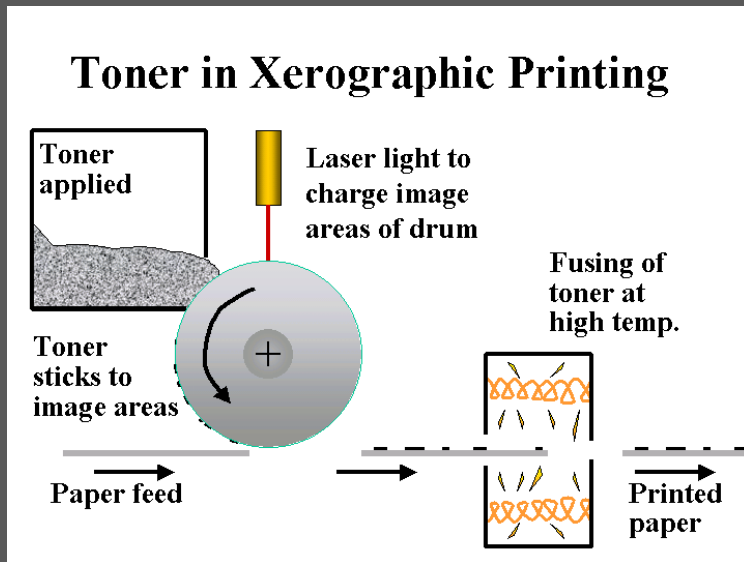 Toner in Xerographic Printing
Toner
applied
Laser light to
charge image
areas of drum
Fusing of
toner at
high temp.
Toner
sticks to
image areas
Paper feed
Printed
paper